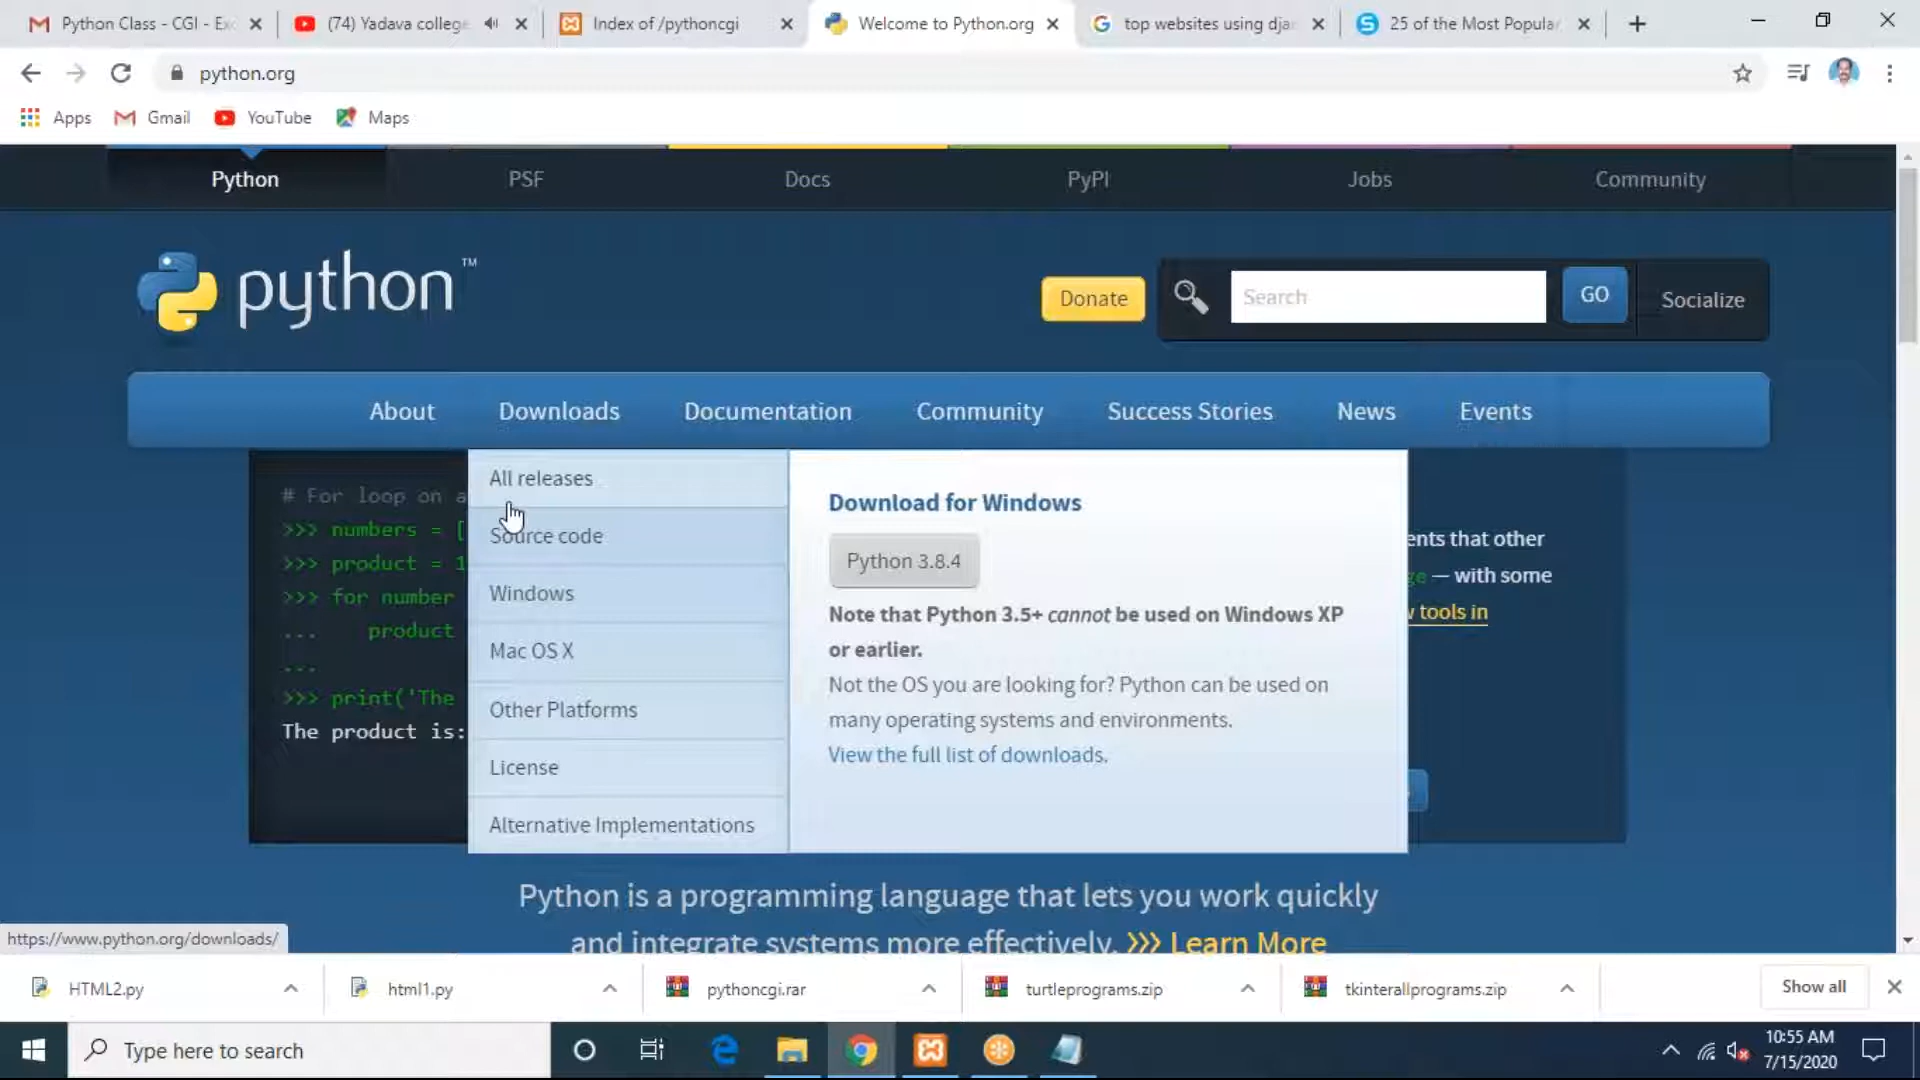 Python Class - CGI - Exc
(74) Yadava college
Index of /pythoncgi
Welcome to Python.org
top websites using dja
25 of the Most Popular
python.org
Apps
Gmail
YouTube
Maps
Python
PSF
Docs
PyPI
Jobs
Community
python™
Donate
Search
GO
Socialize
About
Downloads
Documentation
Community
Success Stories
News
Events
# For loop on a
>>> numbers = [
>>> product = 1
>>> for number
... product
...
>>> print('The
The product is:
All releases
Source code
Windows
Mac OS X
Other Platforms
License
Alternative Implementations
Download for Windows
Python 3.8.4
Note that Python 3.5+ cannot be used on Windows XP
or earlier.
Not the OS you are looking for? Python can be used on
many operating systems and environments.
View the full list of downloads.
ents that other
ge — with some
tools in
Python is a programming language that lets you work quickly
and integrate systems more effectively. >>> Learn More
https://www.python.org/downloads/
HTML2.py
html1.py
pythoncgi.rar
turtleprograms.zip
tkinterallprograms.zip
Show all
Type here to search
10:55 AM
7/15/2020